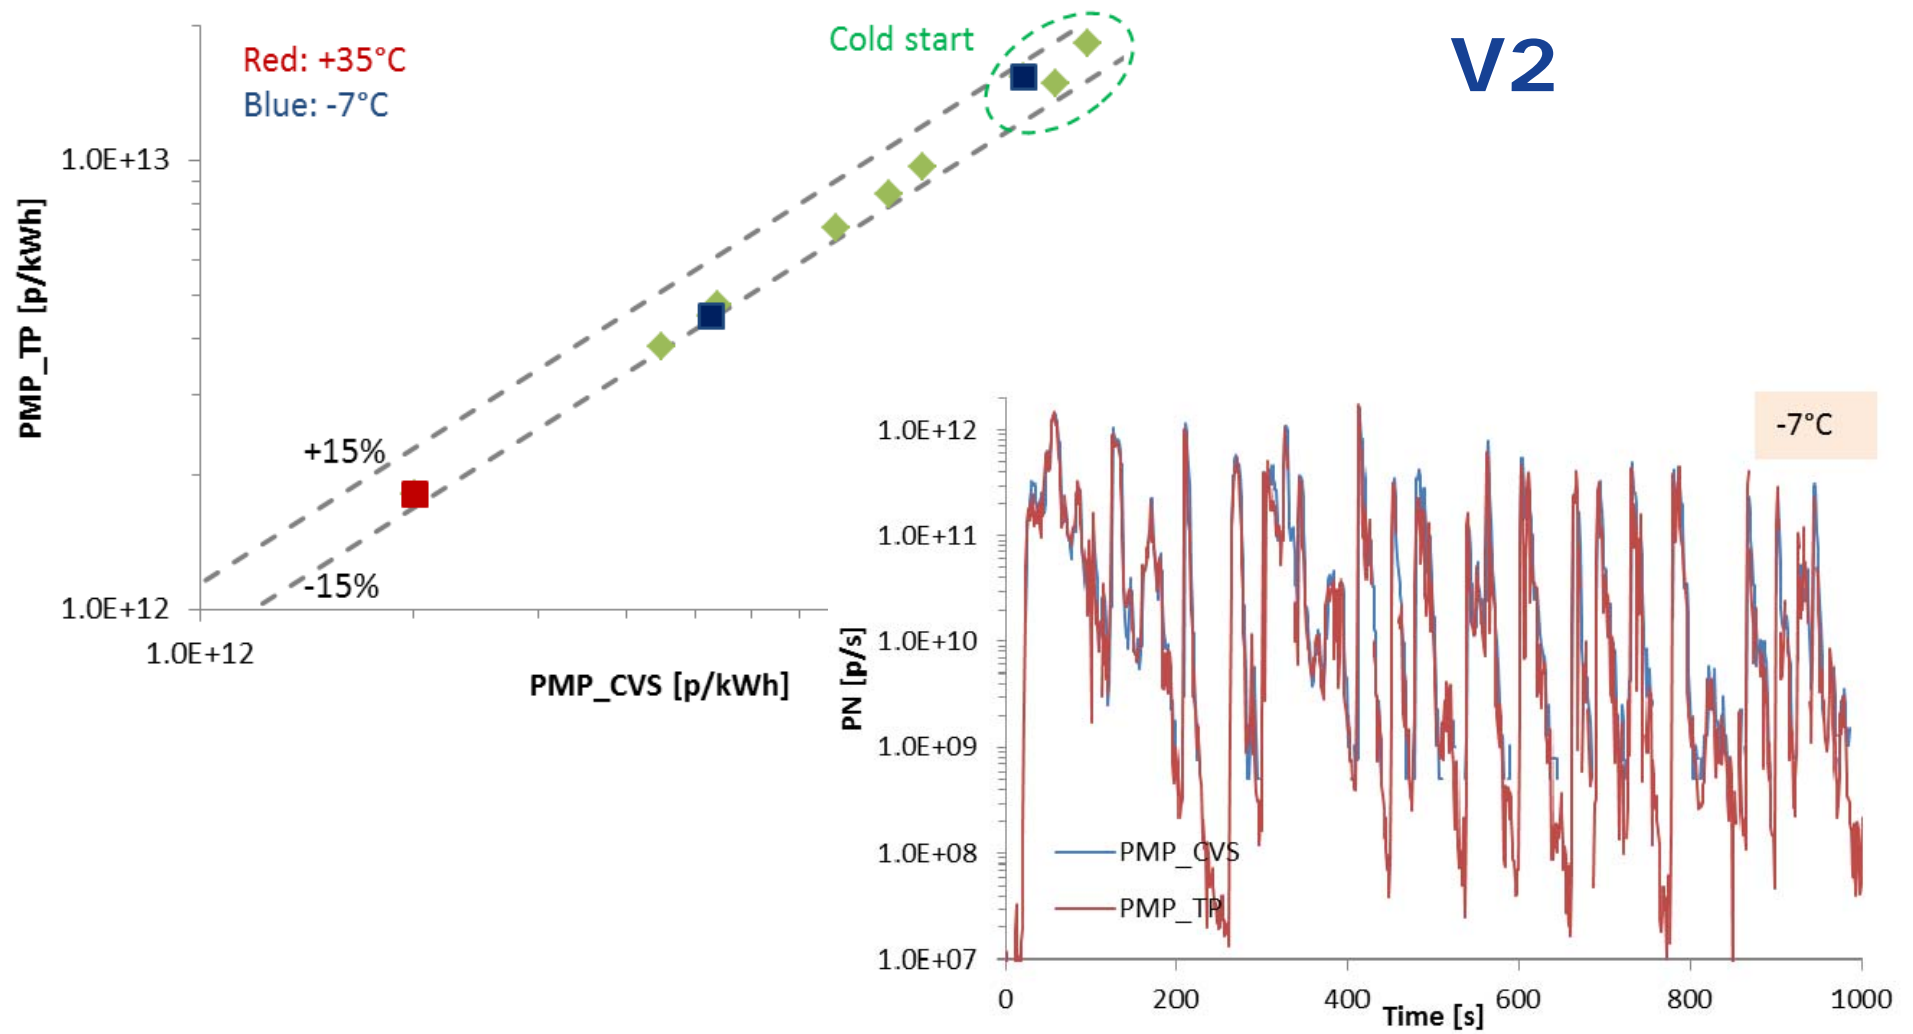 Cold start
V2
Red: +35°C
Blue: -7°C
1.0E+13
PMP_TP [p/kWh]
+15%
-15%
1.0E+12
1.0E+12
PMP_CVS [p/kWh]
-7°C
1.0E+12
1.0E+11
1.0E+10
PN [p/s]
1.0E+09
1.0E+08
PMP_CVS
PMP_TP
1.0E+07
0
200
400
600
800
1000
Time [s]